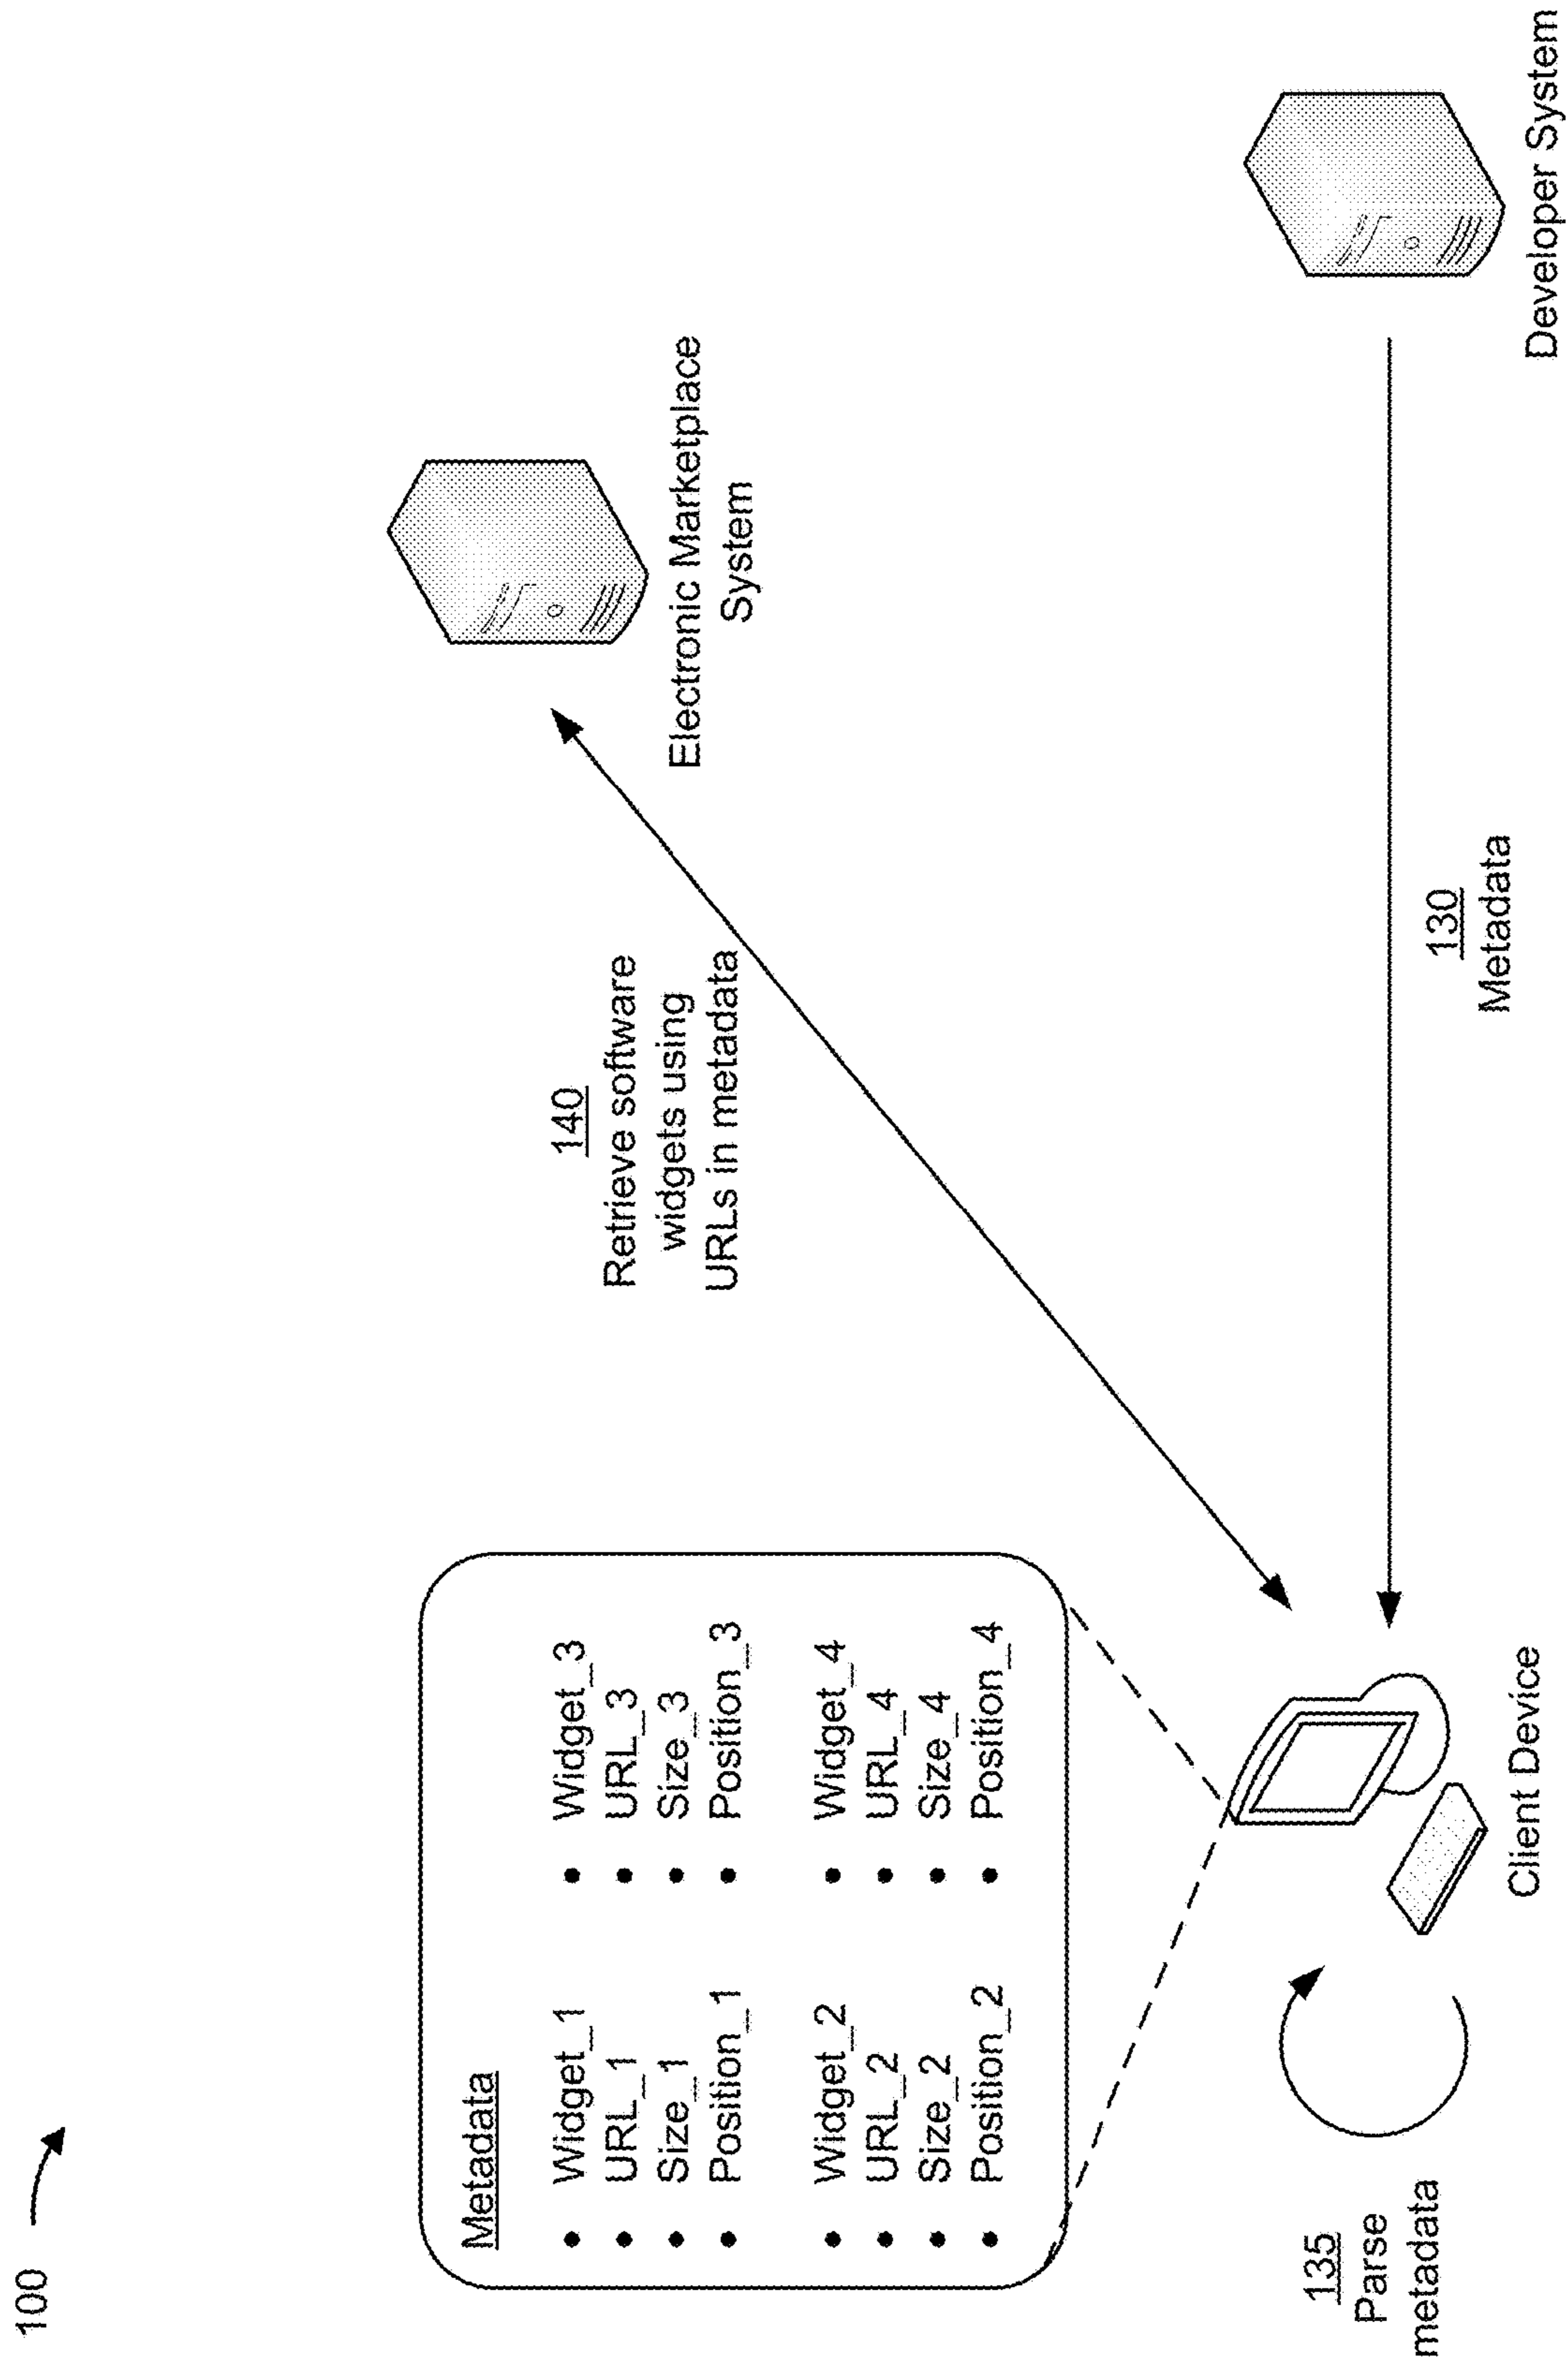 100
Metadata
Widget_1
URL_1
Size_1
Position_1
Widget_2
URL_2
Size_2
Position_2
Widget_3
URL_3
Size_3
Position_3
Widget_4
URL_4
Size_4
Position_4
140
Retrieve software
widgets using
URLs in metadata
Electronic Marketplace
System
135
Parse
metadata
Client Device
130
Metadata
Developer System